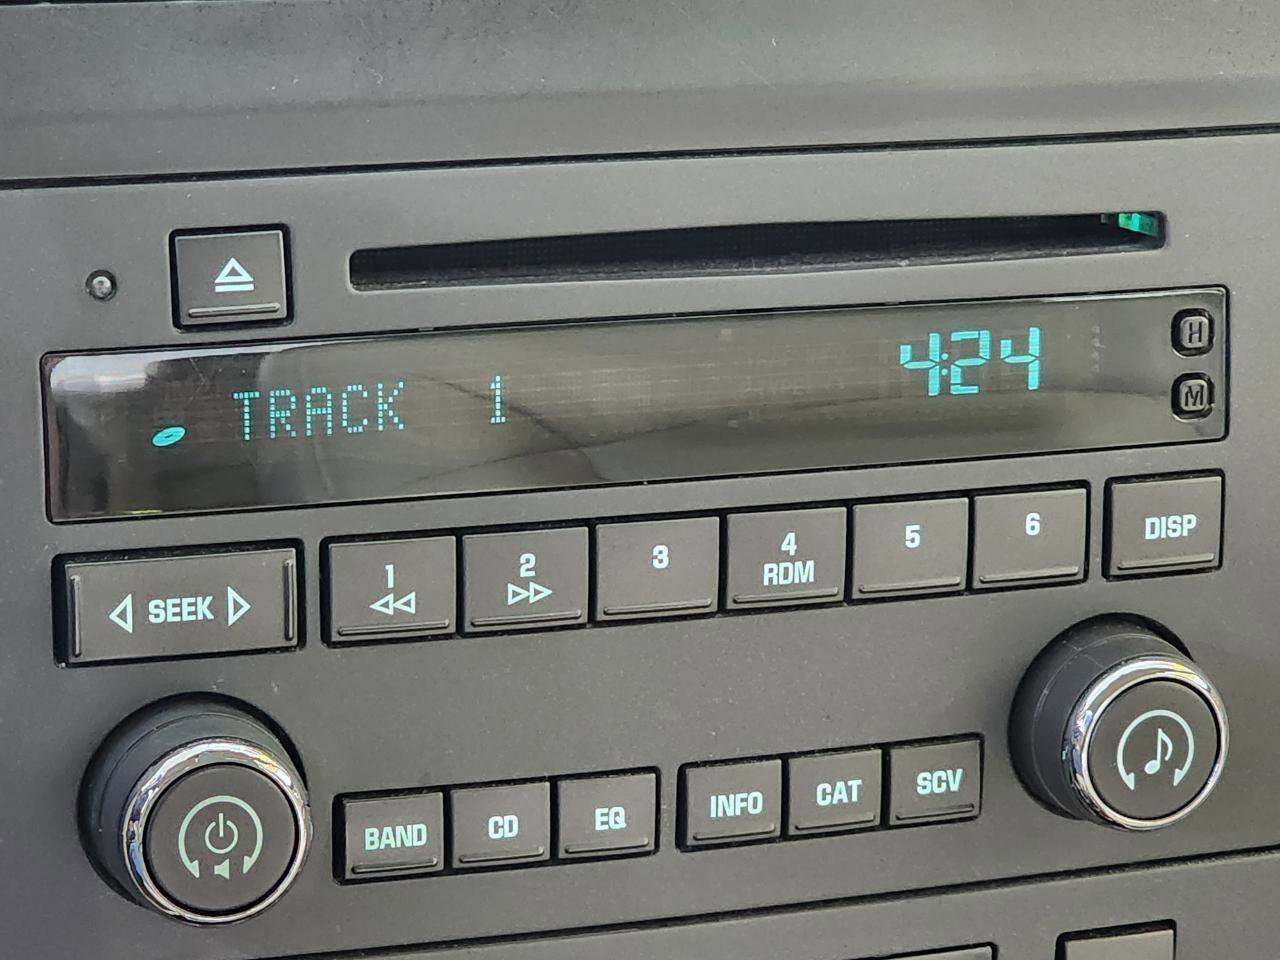 H
4:24
TRACK 1
M
SEEK
1
2
3
4
RDM
5
6
DISP
BAND
CD
EQ
INFO
CAT
SCV